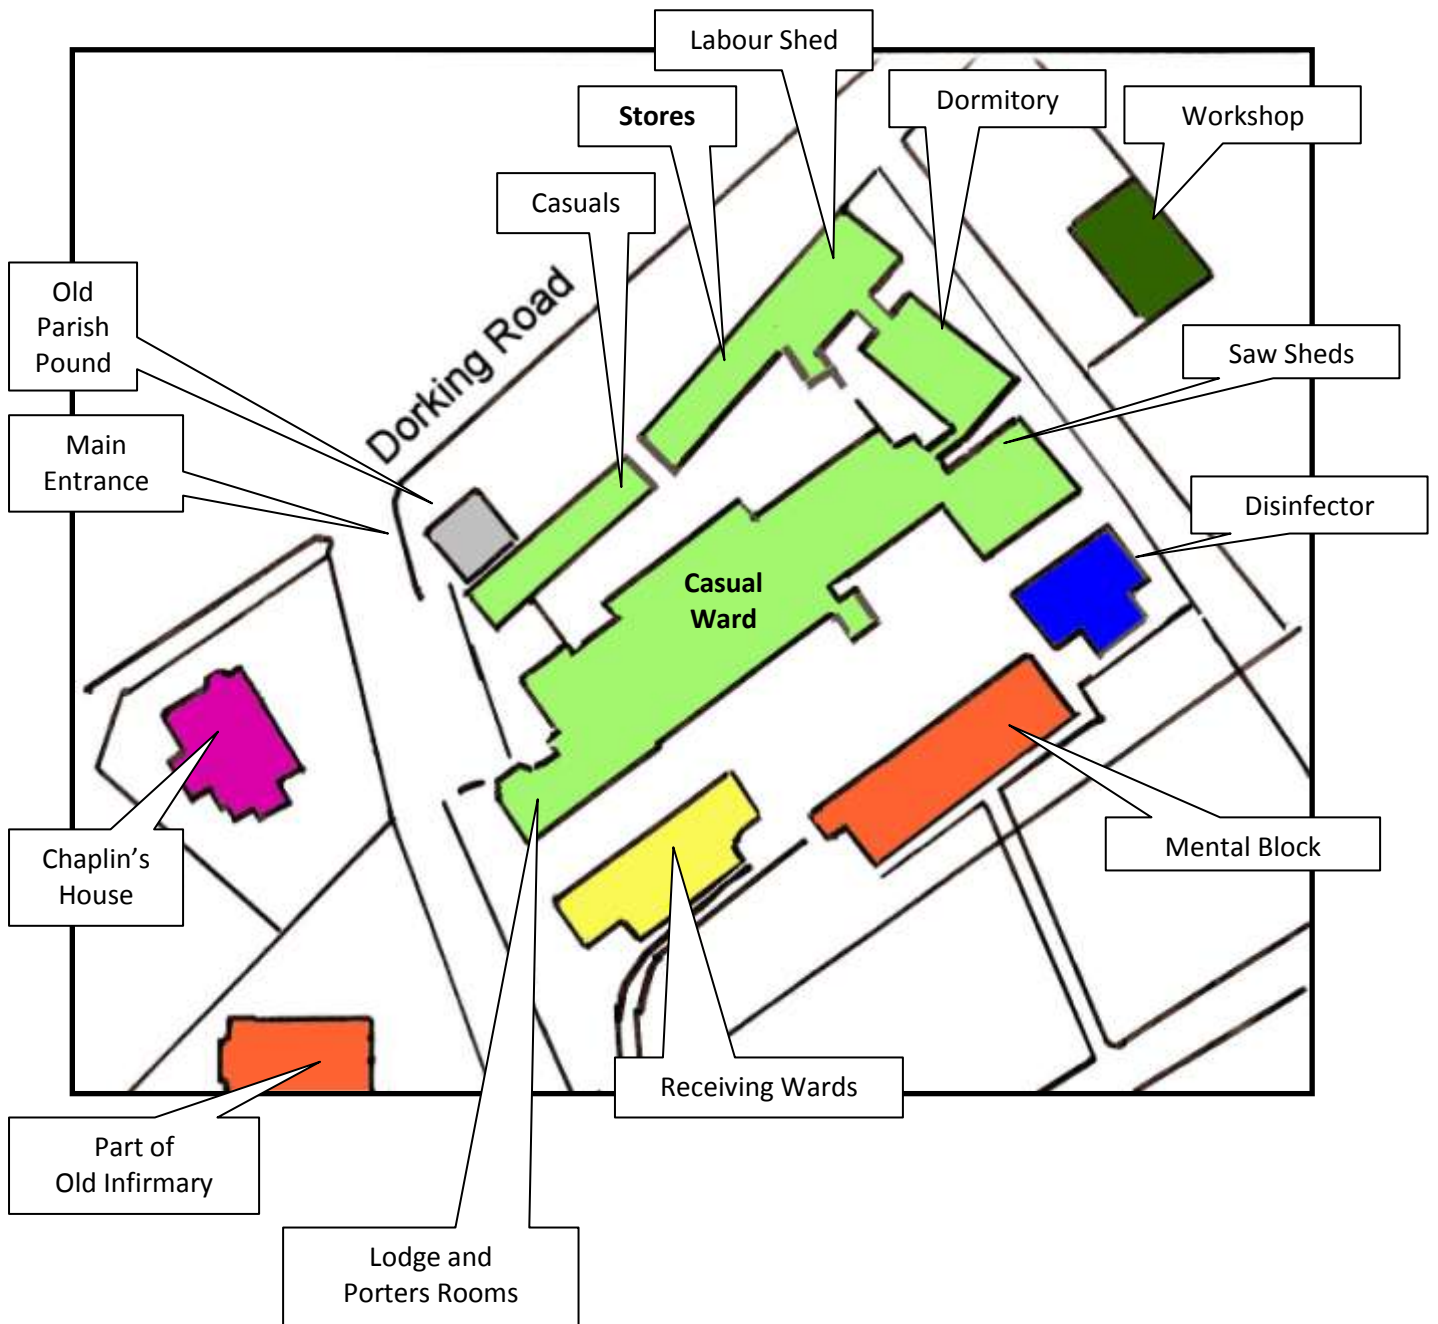 Labour Shed
Stores
Dormitory
Workshop
Casuals
Old
Parish
Pound
Dorking Road
Saw Sheds
Main
Entrance
Disinfector
Casual
Ward
Chaplin’s
House
Mental Block
Receiving Wards
Part of
Old Infirmary
Lodge and
Porters Rooms